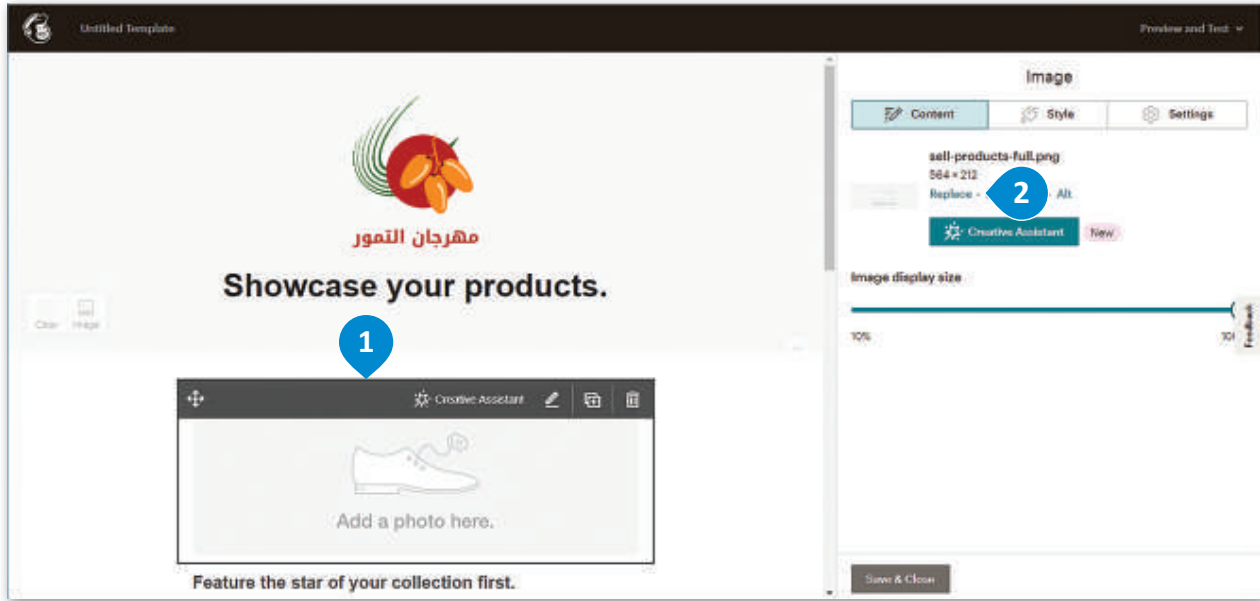 Untitled Template
Preview and Test
مهرجان التمور
Showcase your products.
Image
1
Creative Assistant
Add a photo here.
Feature the star of your collection first.
Image
Content
Style
Settings
sell-products-full.png
564 × 212
Replace -
2
- Alt
Creative Assistant
New
Image display size
10%
Feedback
Save & Close